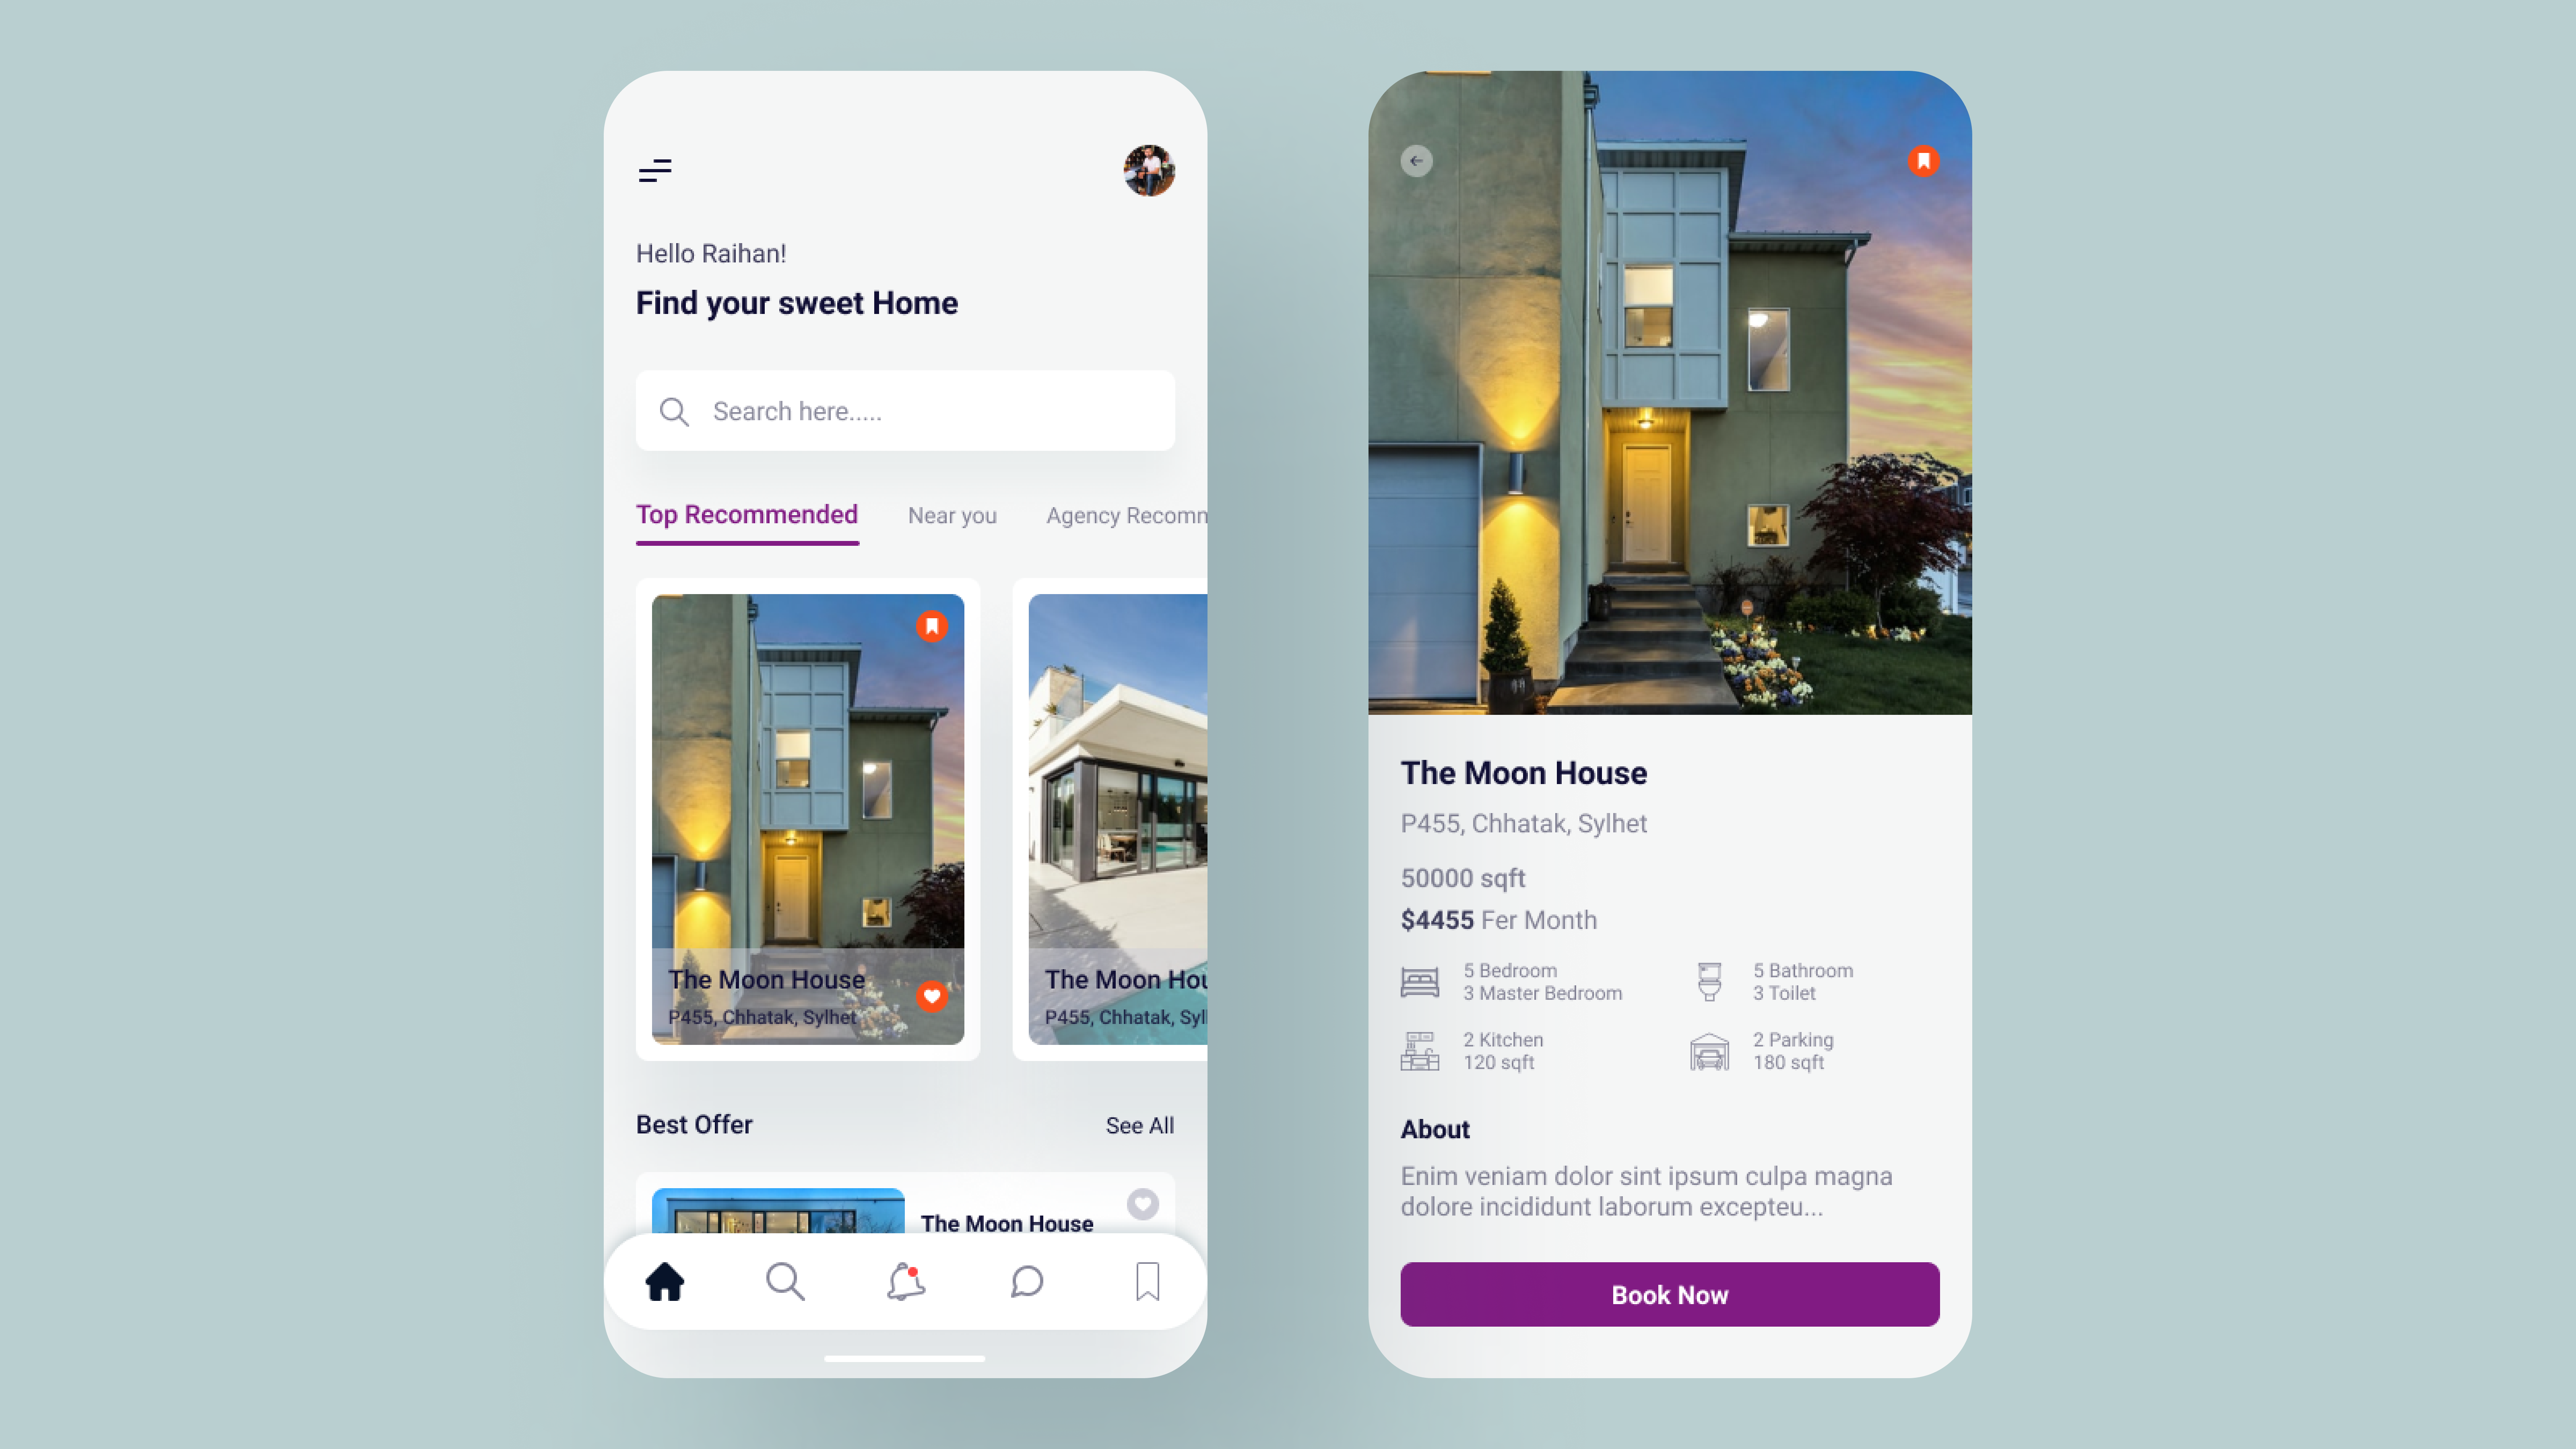 Hello Raihan!
Find your sweet Home
Search here.....
Top Recommended Near you Agency Recomm
The Moon House
P455, Chhatak, Sylhet
The Moon Hou
P455, Chhatak, Syl
Best Offer See All
The Moon House
The Moon House
P455, Chhatak, Sylhet
50000 sqft
$4455 Fer Month
5 Bedroom
3 Master Bedroom
5 Bathroom
3 Toilet
2 Kitchen
120 sqft
2 Parking
180 sqft
About
Enim veniam dolor sint ipsum culpa magna
dolore incididunt laborum excepteu...
Book Now